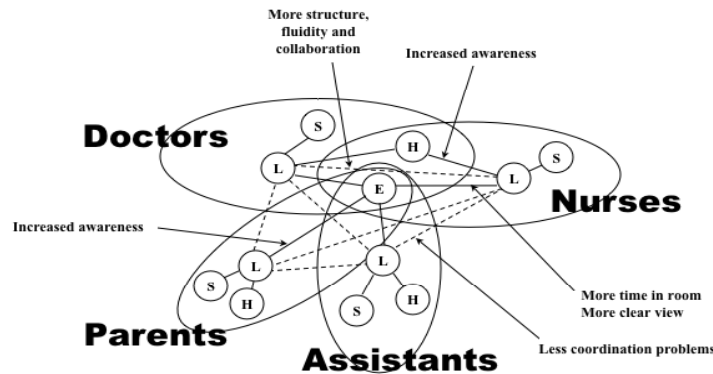 More structure,
fluidity and
collaboration
Increased awareness
Doctors
S
H
L
S
L
E
Nurses
Increased awareness
L
L
S
H
H
S
More time in room
More clear view
Parents
Assistants
Less coordination problems